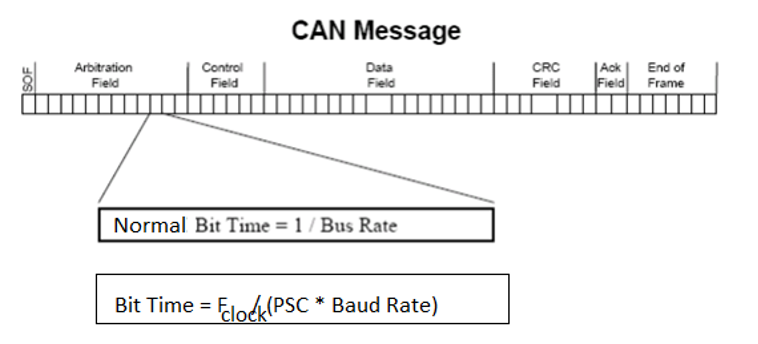 CAN Message
SOF
Arbitration Field
Control Field
Data Field
CRC Field
Ack Field
End of Frame
Normal Bit Time = 1 / Bus Rate
Bit Time = Fclock/(PSC * Baud Rate)